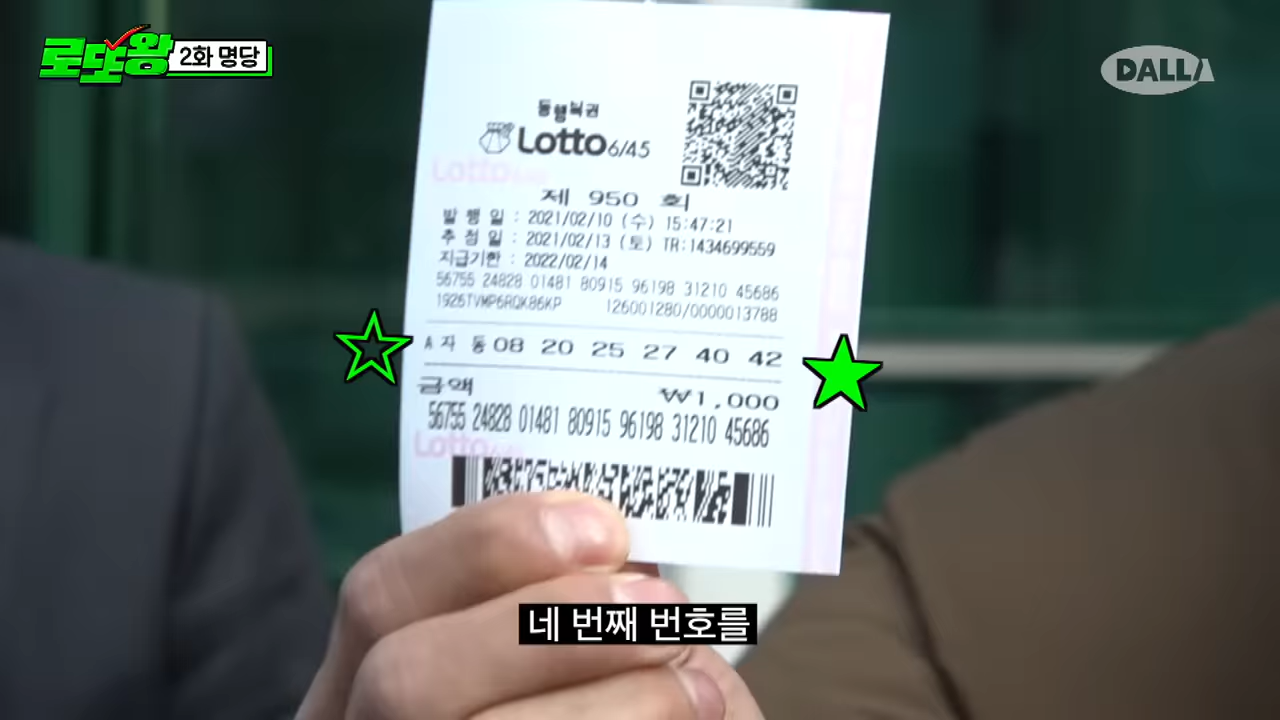 로또왕 2화 명당
DALLA
동행복권
Lotto 6/45
Lotto
제 950 회
발 행 일 : 2021/02/10 (수) 15:47:21
추 첨 일 : 2021/02/13 (토) TR:1434699559
지급기한 : 2022/02/14
56755 24828 01481 80915 96198 31210 45686
1926TVMP6RQK86KP 126001280/0000013788
A 자 동 08 20 25 27 40 42
금액 ₩1,000
56755 24828 01481 80915 96198 31210 45686
Lotto
네 번째 번호를